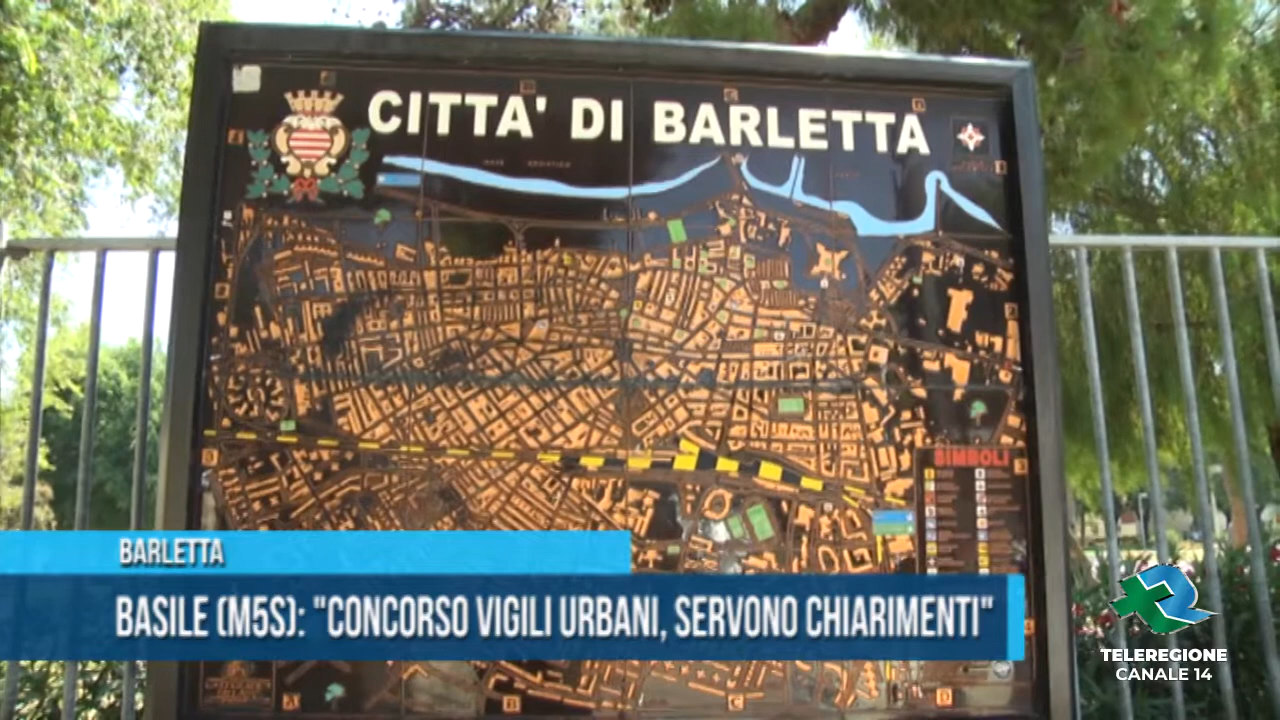 CITTA' DI BARLETTA
SIMBOLI
BARLETTA
BASILE (M5S): "CONCORSO VIGILI URBANI, SERVONO CHIARIMENTI"
TELEREGIONE
CANALE 14
A
B
C
D